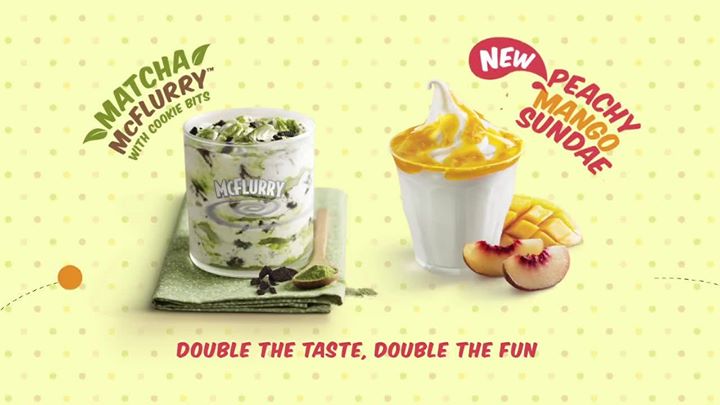 MATCHA
McFLURRY™
WITH COOKIE BITS
McFLURRY
NEW
PEACHY
MANGO
SUNDAE
DOUBLE THE TASTE, DOUBLE THE FUN